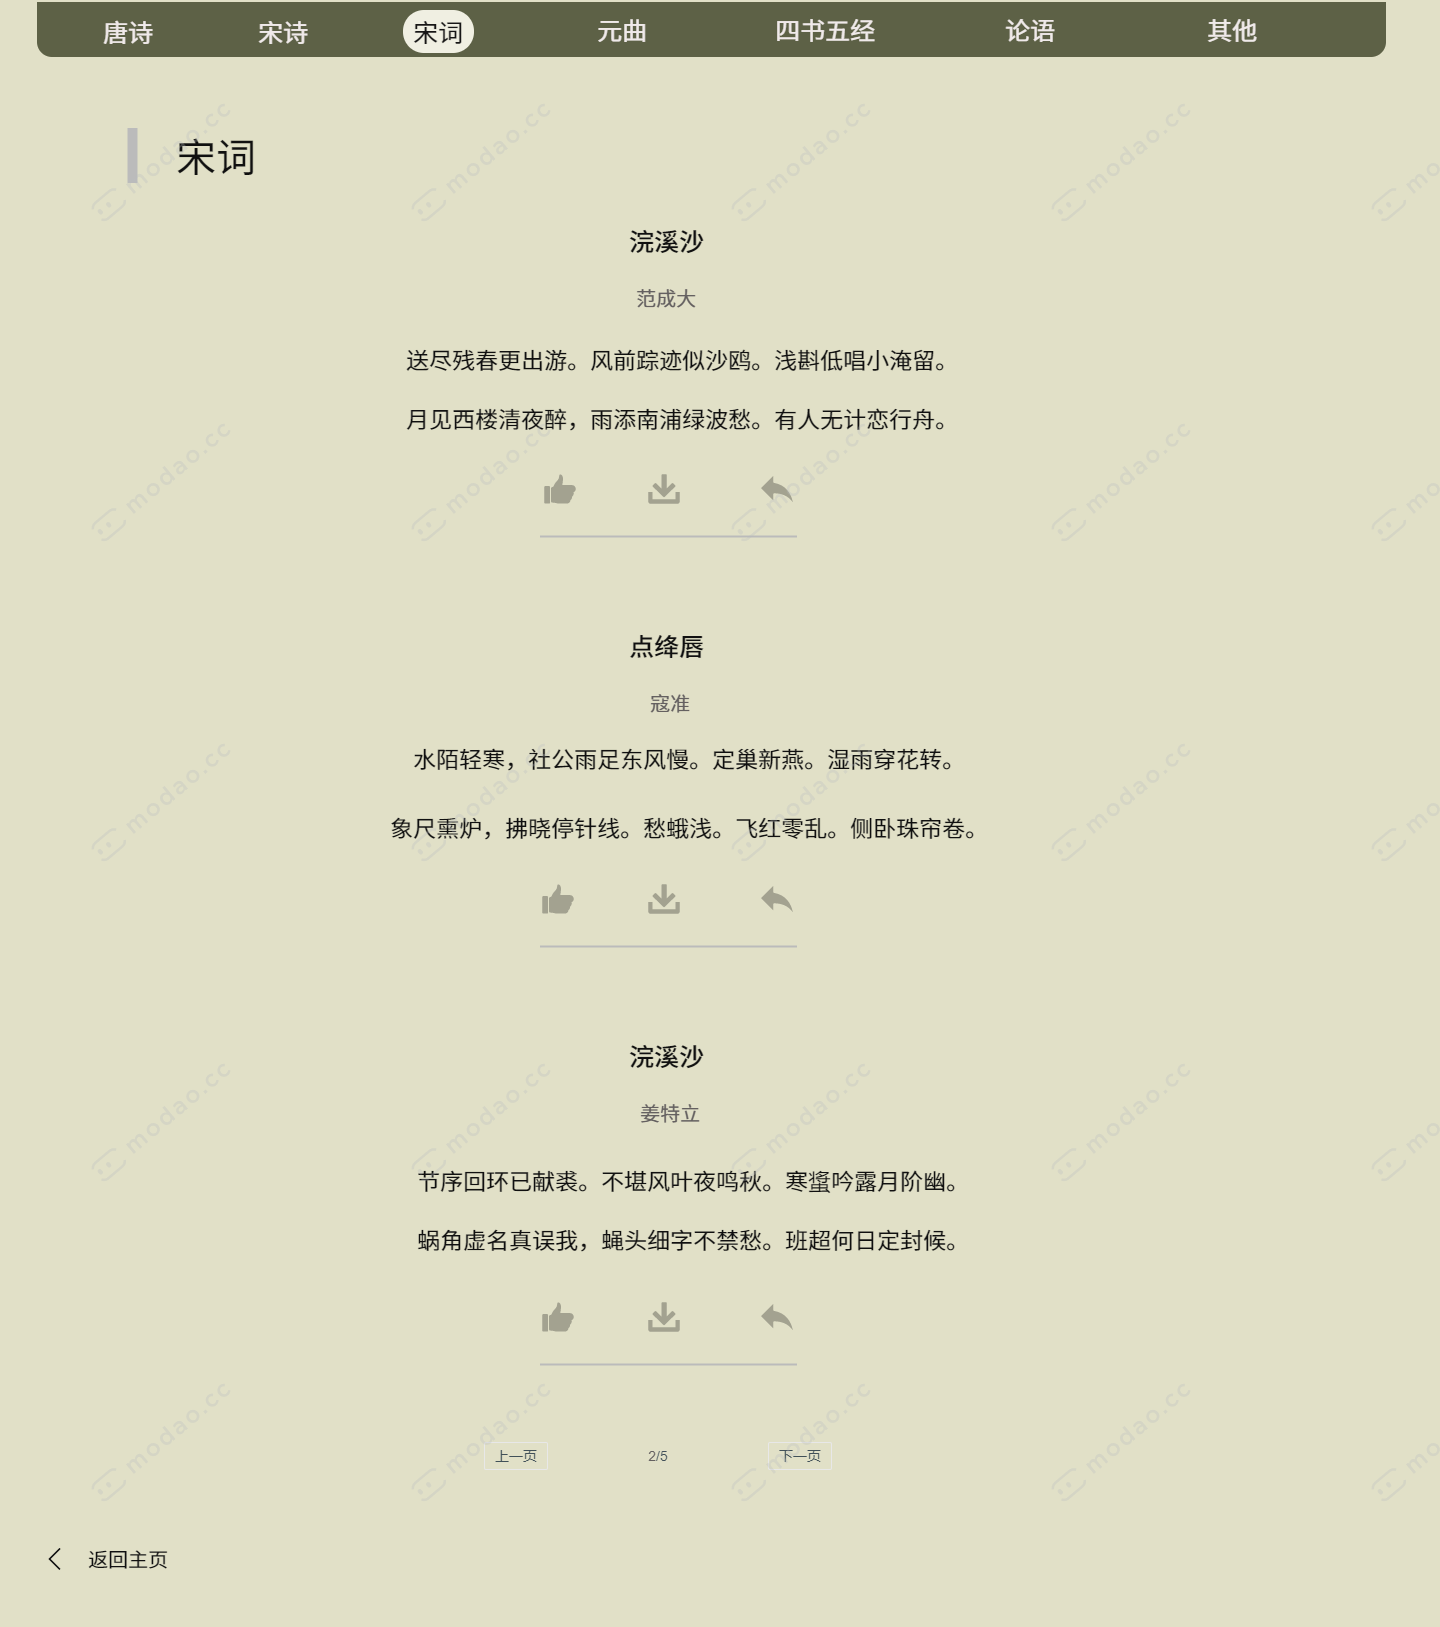 唐诗
宋诗
宋词
元曲
四书五经
论语
其他
宋词
浣溪沙
范成大
送尽残春更出游。风前踪迹似沙鸥。浅斟低唱小淹留。
月见西楼清夜醉，雨添南浦绿波愁。有人无计恋行舟。
点绛唇
寇准
水陌轻寒，社公雨足东风慢。定巢新燕。湿雨穿花转。
象尺熏炉，拂晓停针线。愁蛾浅。飞红零乱。侧卧珠帘卷。
浣溪沙
姜特立
节序回环已献裘。不堪风叶夜鸣秋。寒螀吟露月阶幽。
蜗角虚名真误我，蝇头细字不禁愁。班超何日定封候。
上一页
2/5
下一页
返回主页
modao.cc